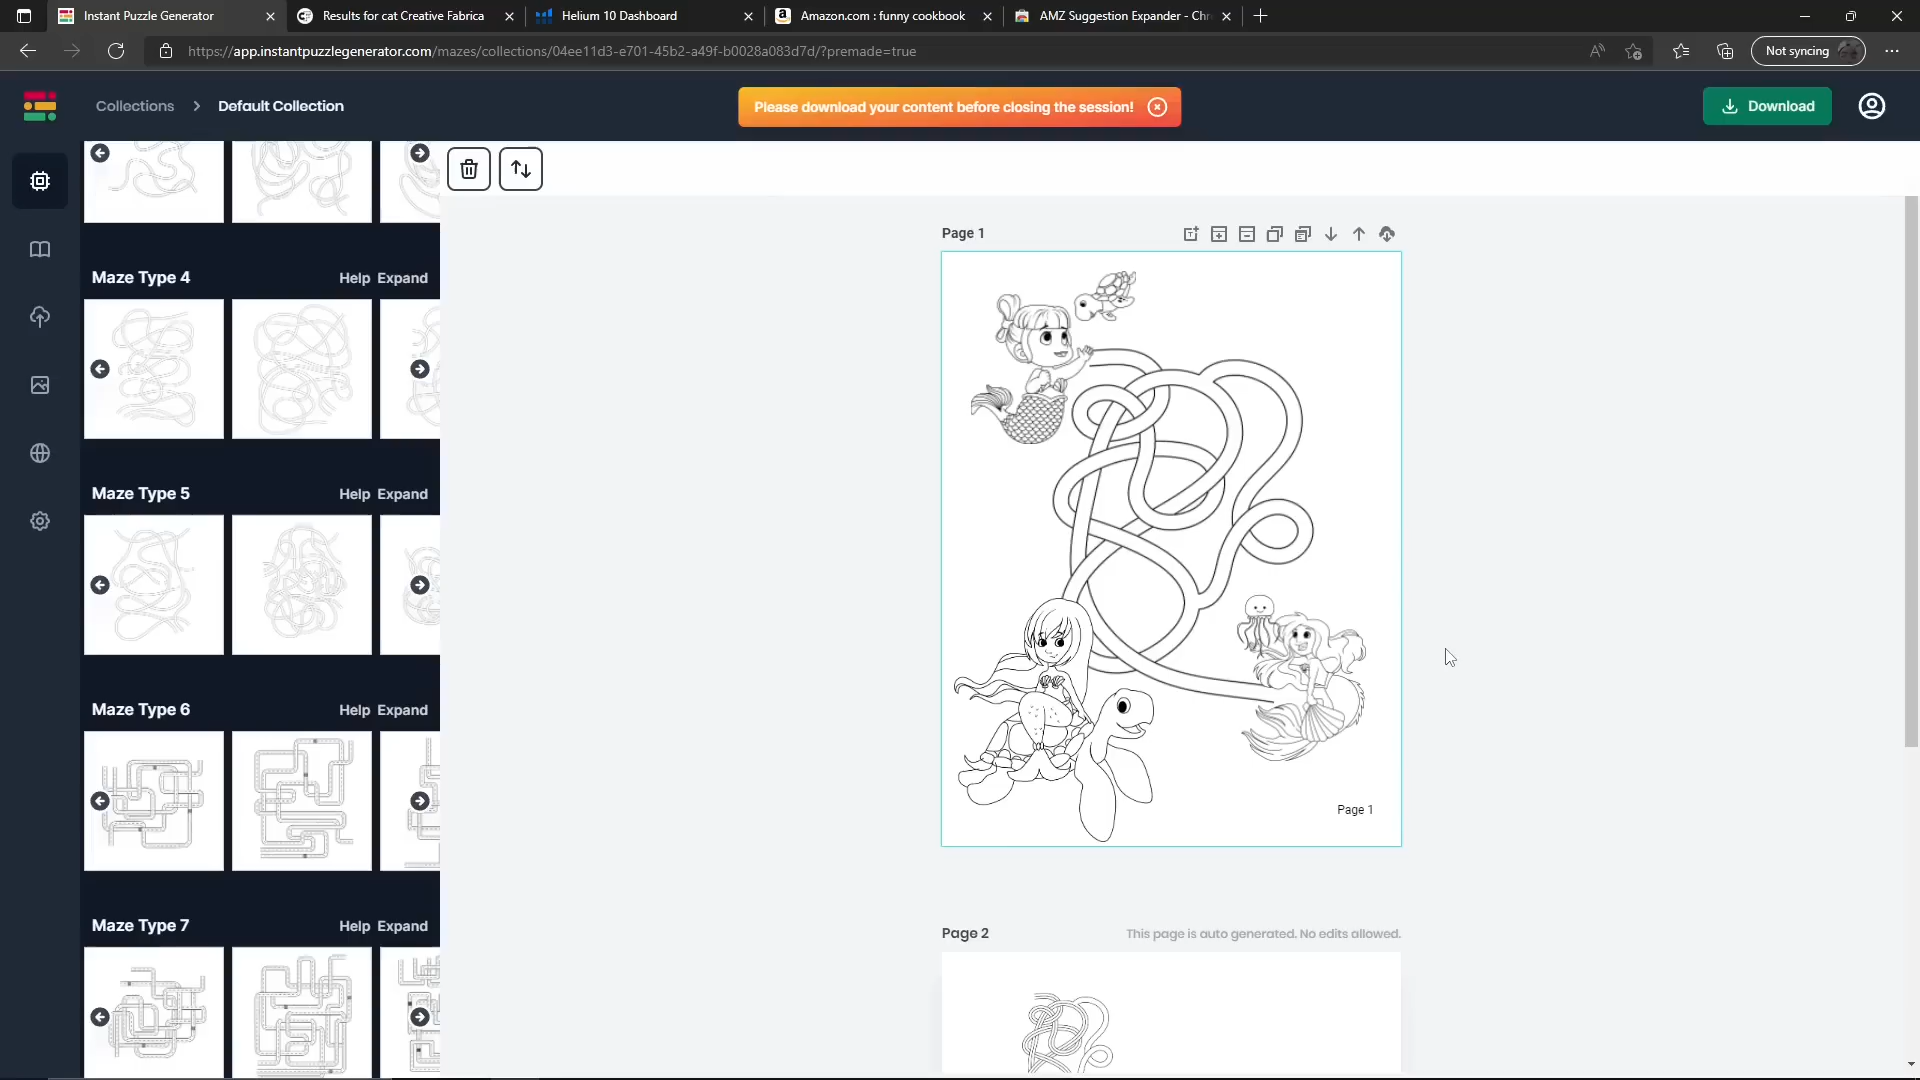 Instant Puzzle Generator
Results for cat Creative Fabrica
Helium 10 Dashboard
Amazon.com : funny cookbook
AMZ Suggestion Expander - Chr
https://app.instantpuzzlegenerator.com/mazes/collections/04ee11d3-e701-45b2-a49f-b0028a083d7d/?premade=true
Not syncing
Collections
Default Collection
Please download your content before closing the session!
Download
Page 1
Maze Type 4
Help Expand
Maze Type 5
Help Expand
Maze Type 6
Help Expand
Page 1
Maze Type 7
Help Expand
Page 2
This page is auto generated. No edits allowed.